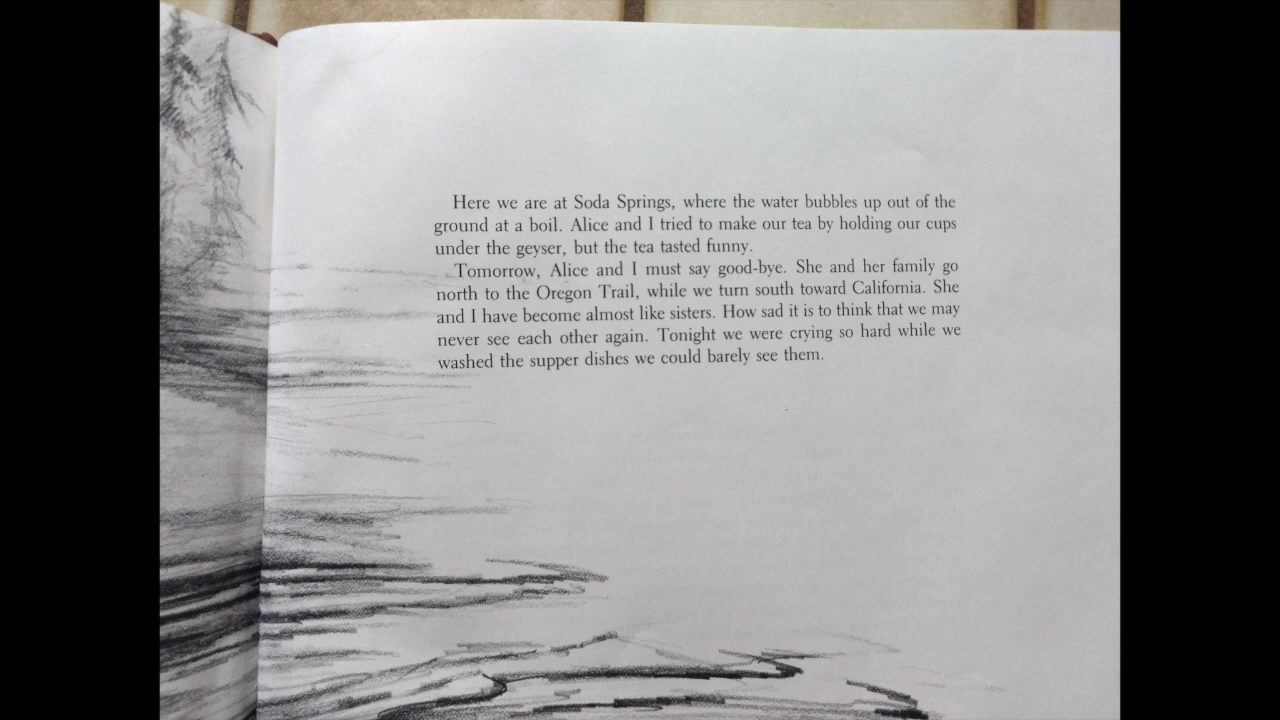 Here we are at Soda Springs, where the water bubbles up out of the
ground at a boil. Alice and I tried to make our tea by holding our cups
under the geyser, but the tea tasted funny.
Tomorrow, Alice and I must say good-bye. She and her family go
north to the Oregon Trail, while we turn south toward California. She
and I have become almost like sisters. How sad it is to think that we may
never see each other again. Tonight we were crying so hard while we
washed the supper dishes we could barely see them.